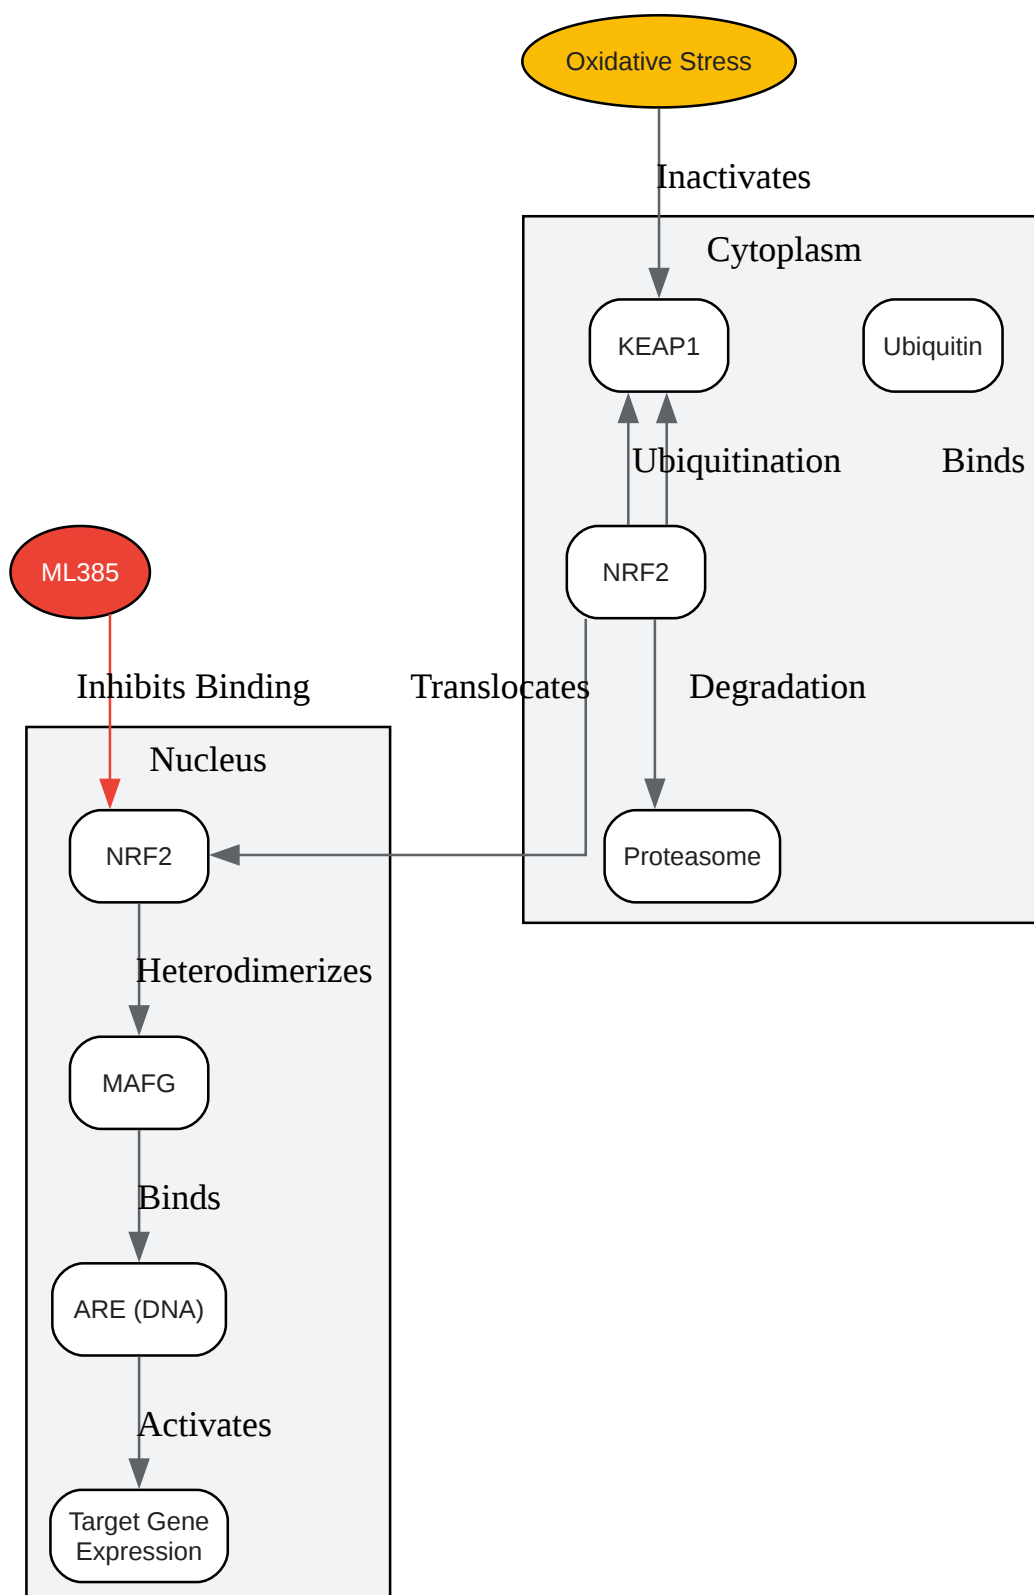 Oxidative Stress
Inactivates
Cytoplasm
KEAP1
Ubiquitin
Ubiquitination
Binds
ML385
NRF2
Inhibits Binding
Translocates
Degradation
Nucleus
NRF2
Proteasome
Heterodimerizes
MAFG
Binds
ARE (DNA)
Activates
Target Gene
Expression